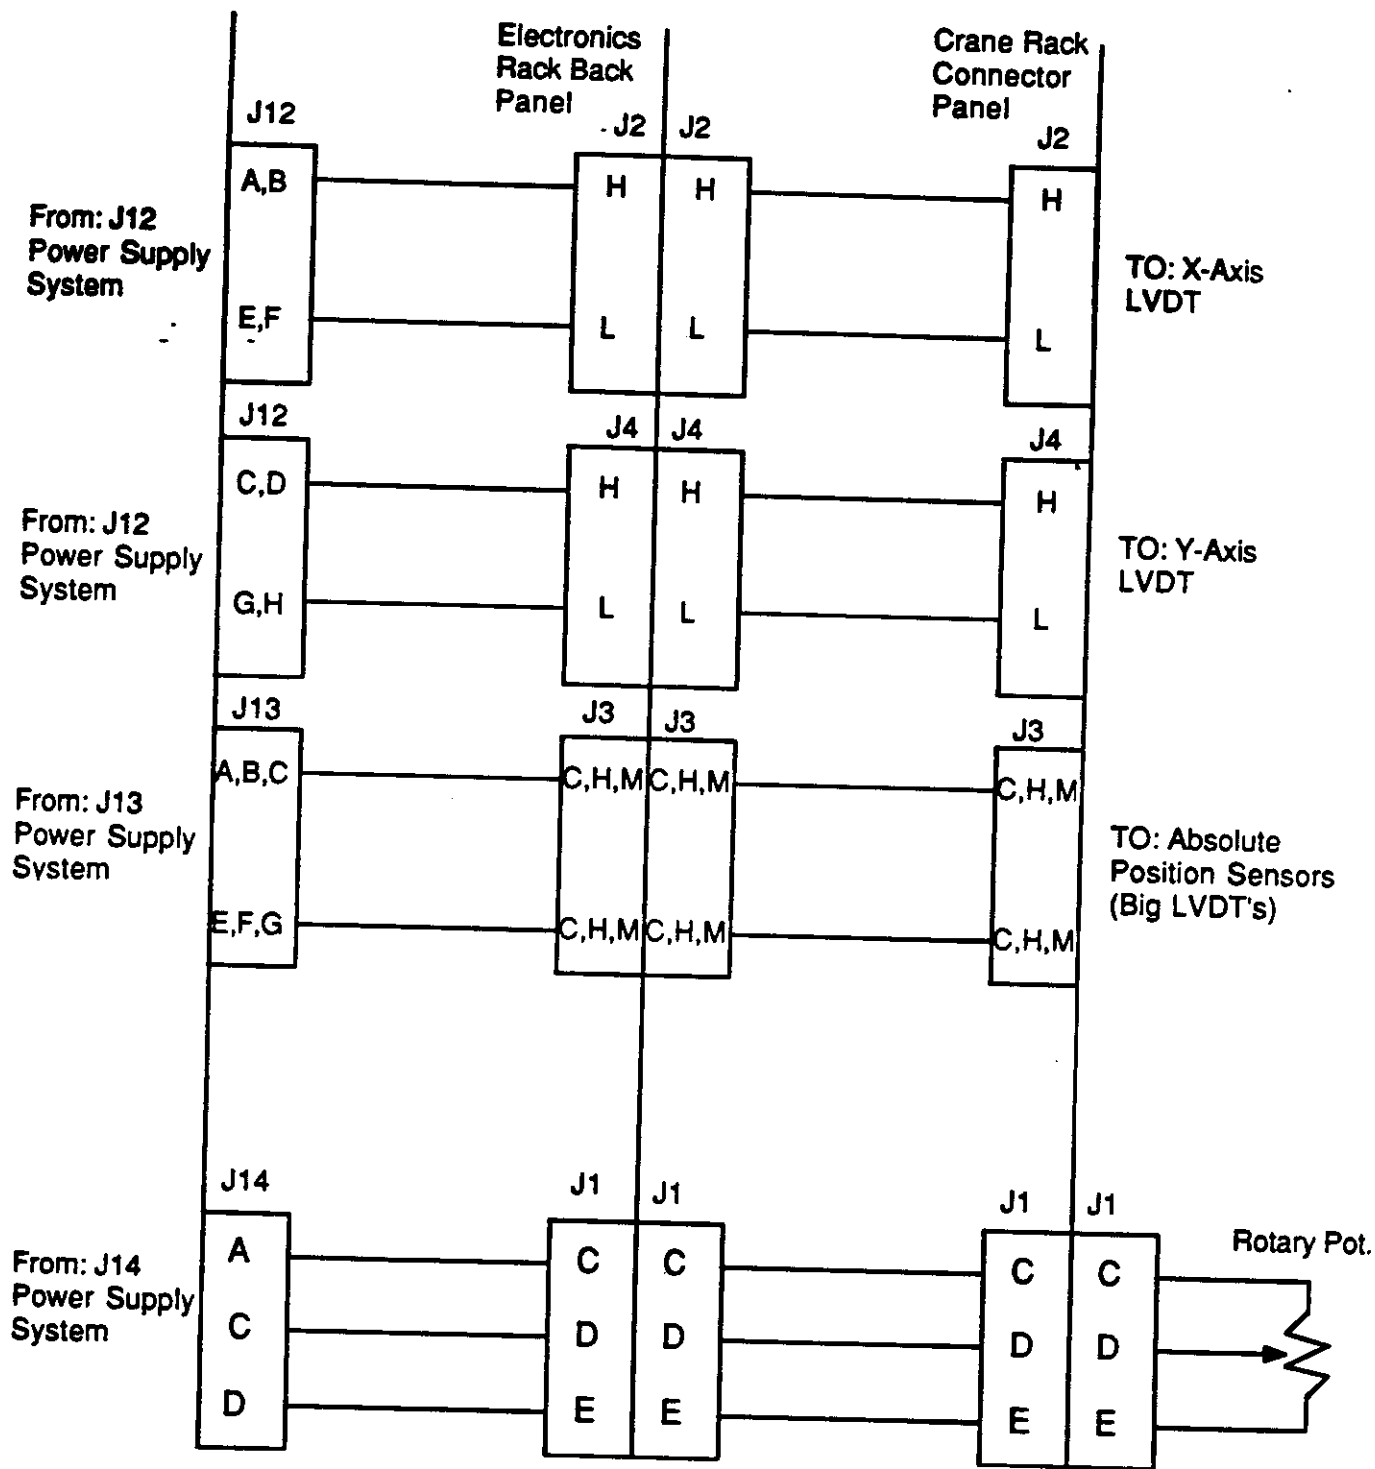 Electronics
Rack Back
Panel
Crane Rack
Connector
Panel
J12
J2
J2
J2
A,B
H
H
H
From: J12
Power Supply
System
TO: X-Axis
LVDT
E,F
L
L
L
J12
J4
J4
J4
C,D
H
H
H
From: J12
Power Supply
System
TO: Y-Axis
LVDT
G,H
L
L
L
J13
J3
J3
J3
A,B,C
C,H,M
C,H,M
C,H,M
From: J13
Power Supply
System
TO: Absolute
Position Sensors
(Big LVDT's)
E,F,G
C,H,M
C,H,M
C,H,M
J14
J1
J1
J1
J1
Rotary Pot.
From: J14
Power Supply
System
A
C
C
C
C
C
D
D
D
D
D
E
E
E
E